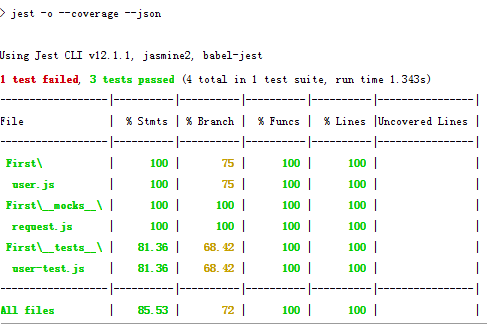 > jest -o --coverage --json
Using Jest CLI v12.1.1, jasmine2, babel-jest
1 test failed, 3 tests passed (4 total in 1 test suite, run time 1.343s)
-----------------|----------|----------|----------|----------|----------------|
File             |  % Stmts | % Branch |  % Funcs |  % Lines |Uncovered Lines |
-----------------|----------|----------|----------|----------|----------------|
First\           |      100 |       75 |      100 |      100 |                |
user.js         |      100 |       75 |      100 |      100 |                |
First\__mocks__\ |      100 |      100 |      100 |      100 |                |
request.js      |      100 |      100 |      100 |      100 |                |
First\__tests__\ |    81.36 |    68.42 |      100 |      100 |                |
user-test.js    |    81.36 |    68.42 |      100 |      100 |                |
-----------------|----------|----------|----------|----------|----------------|
All files        |    85.53 |       72 |      100 |      100 |                |
-----------------|----------|----------|----------|----------|----------------|